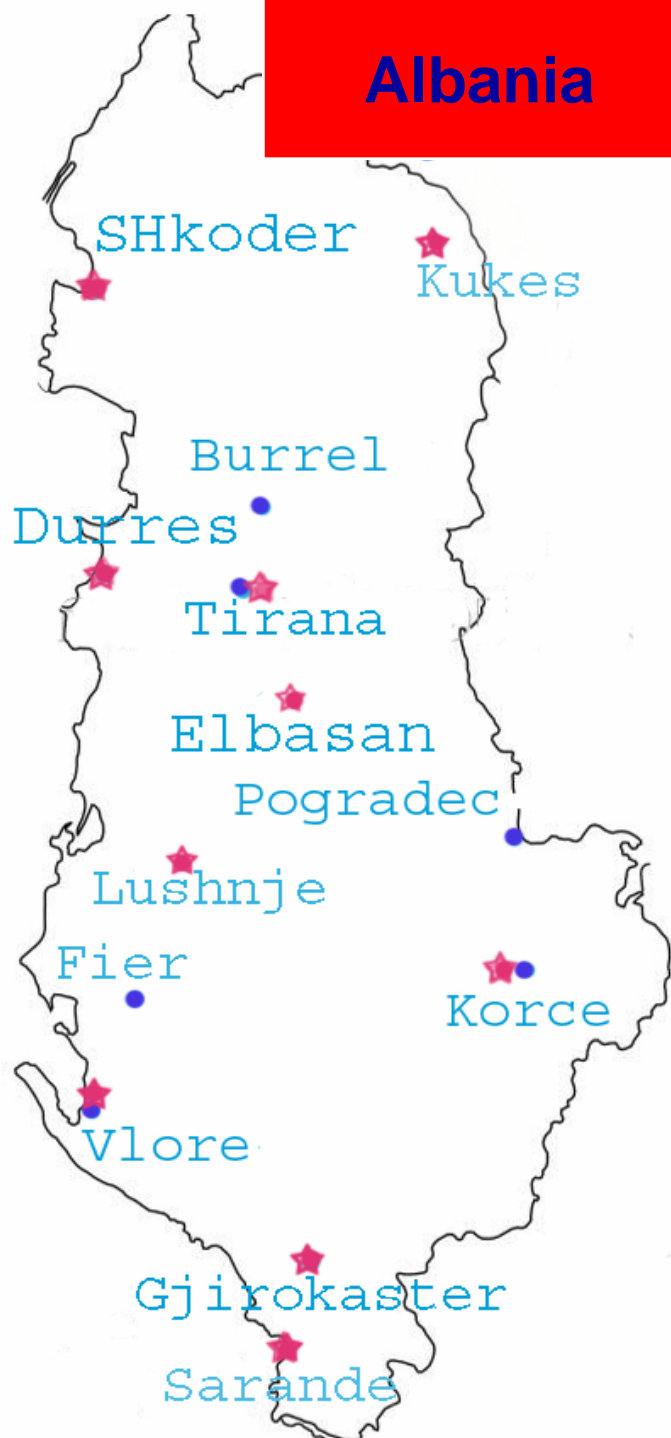 Albania
SHkoder
Kukes
Burrel
Durres
Tirana
Elbasan
Pogradec
Lushnje
Fier
Korce
Vlore
Gjirokaster
Sarande